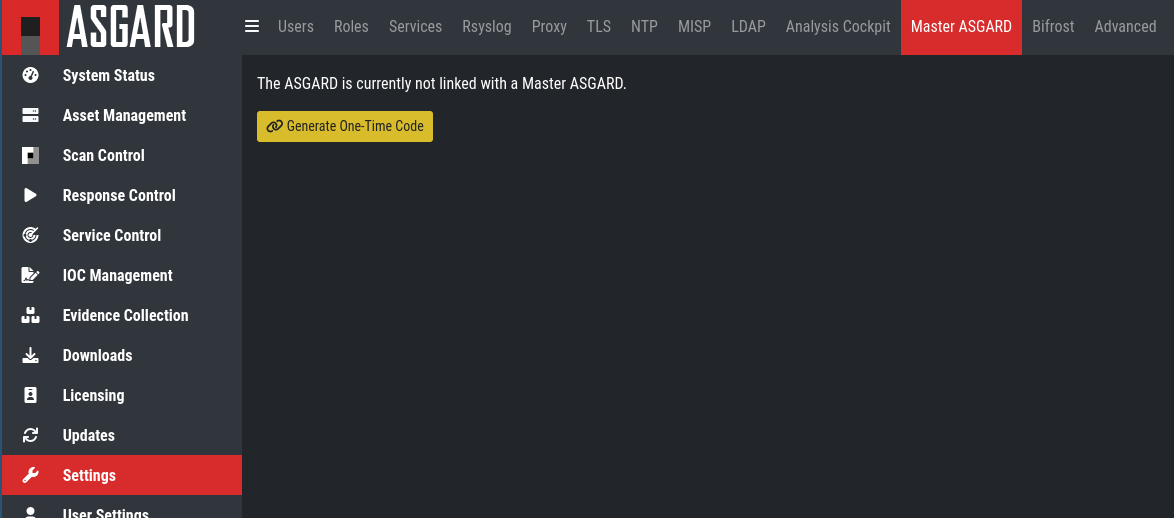 ASGARD
Users Roles Services Rsyslog Proxy TLS NTP MISP LDAP Analysis Cockpit Master ASGARD Bifrost Advanced
System Status
Asset Management
Scan Control
Response Control
Service Control
IOC Management
Evidence Collection
Downloads
Licensing
Updates
Settings
User Settings
The ASGARD is currently not linked with a Master ASGARD.
Generate One-Time Code